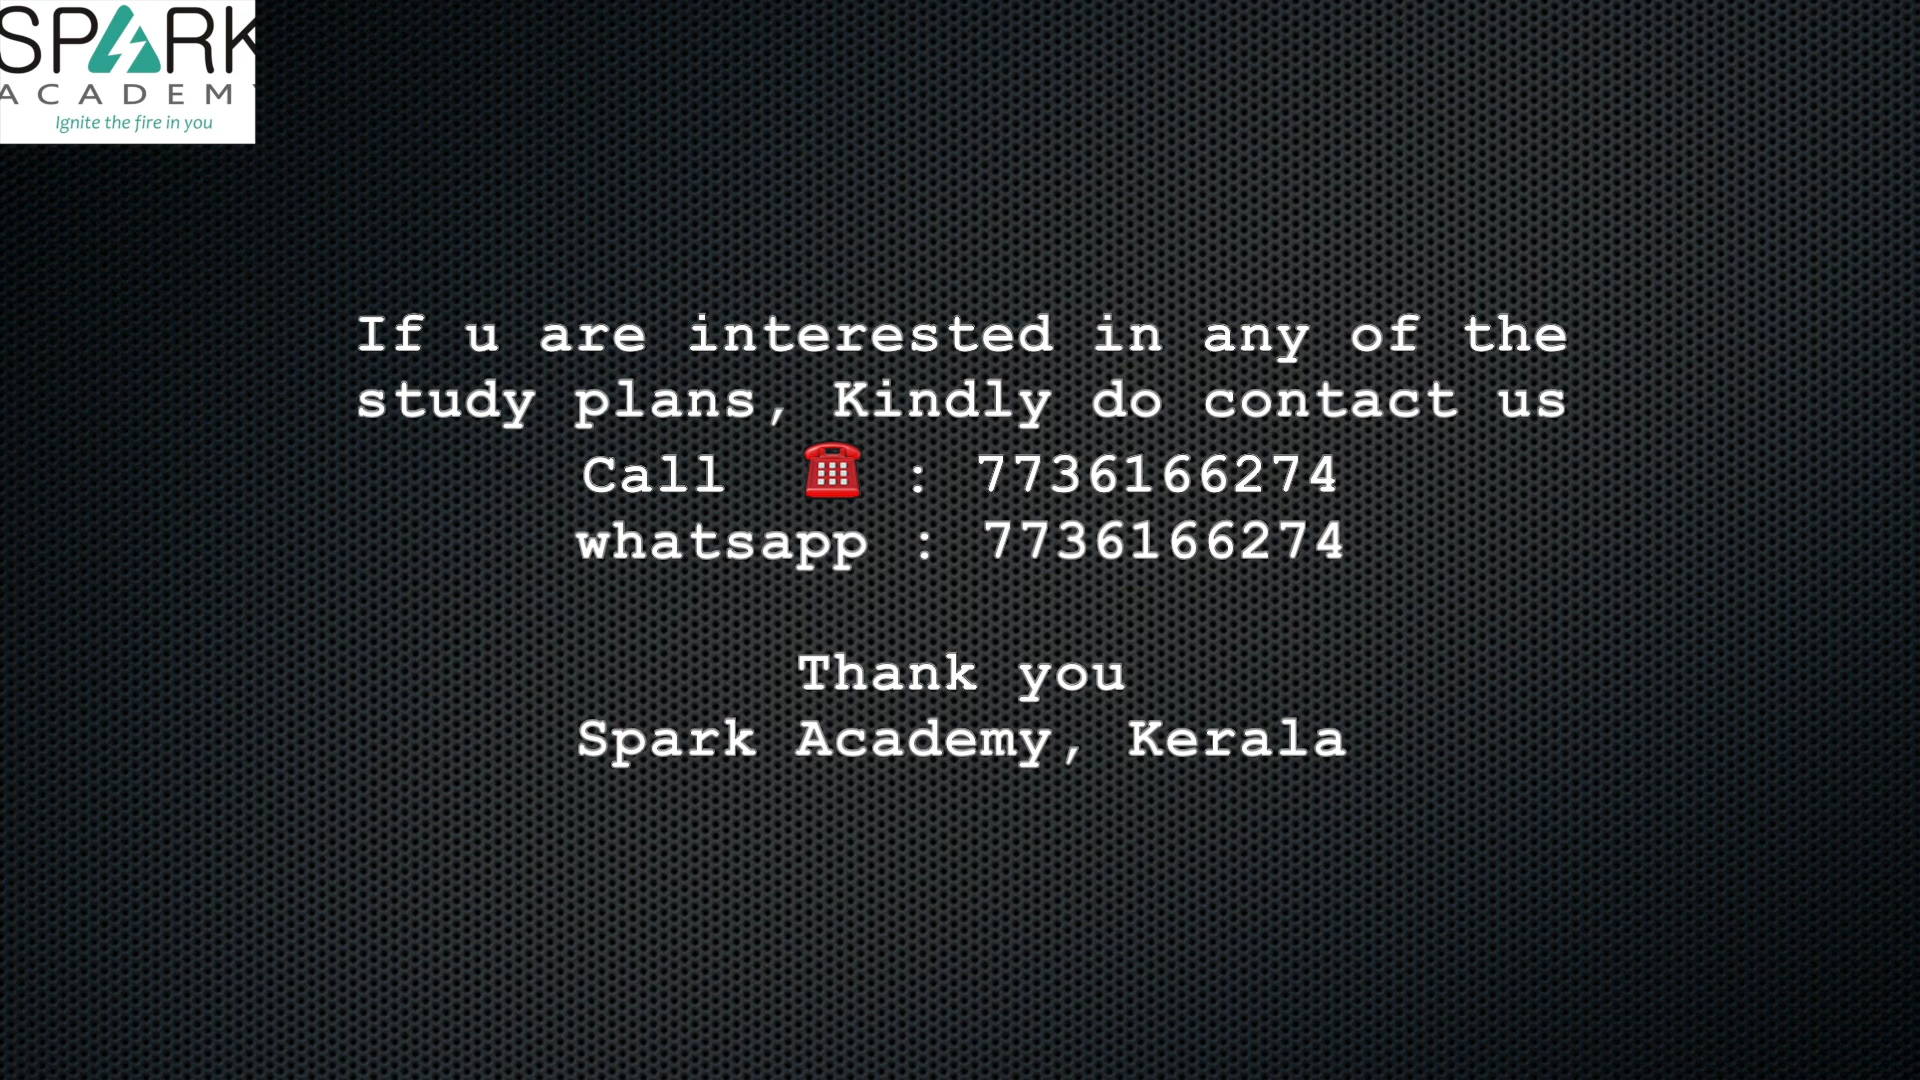 SPARK
ACADEMY
Ignite the fire in you
If u are interested in any of the
study plans, Kindly do contact us
Call ☎ : 7736166274
whatsapp : 7736166274
Thank you
Spark Academy, Kerala